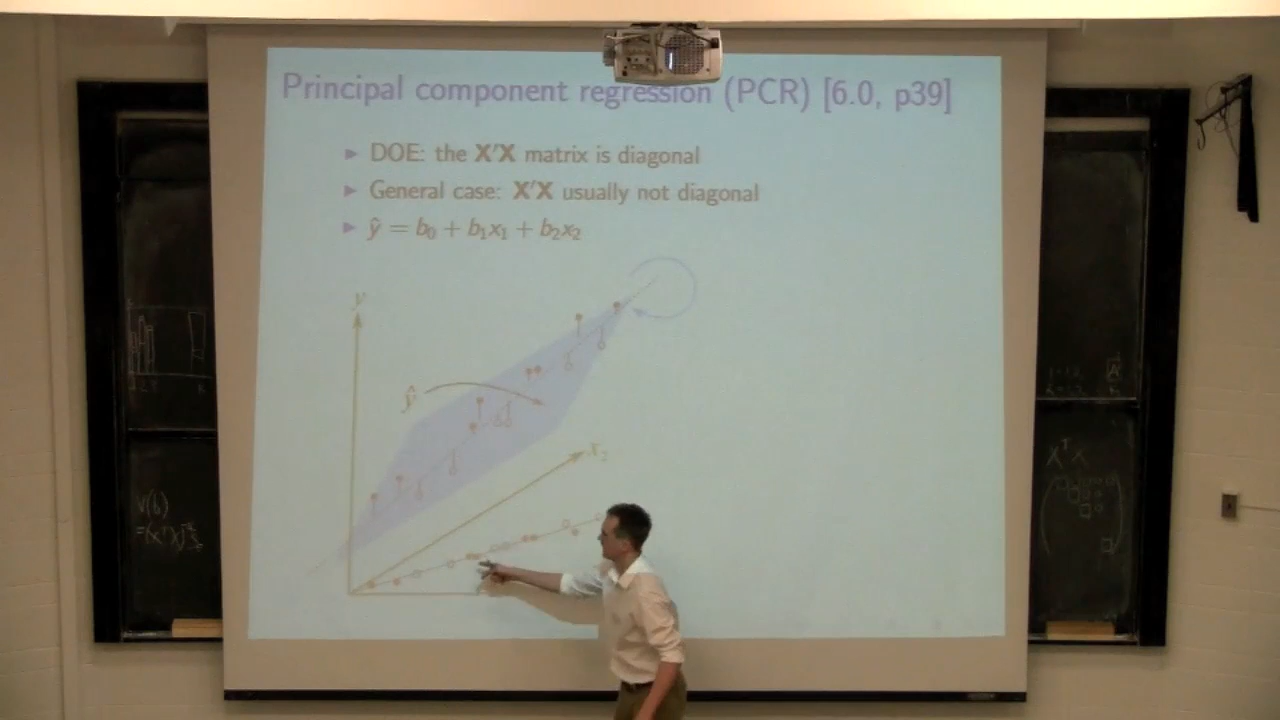 Principal component regression (PCR) [6.0, p39]
DOE: the X'X matrix is diagonal
General case: X'X usually not diagonal
ŷ = b₀ + b₁x₁ + b₂x₂
y
ŷ
x₂
V(b)
XᵀX